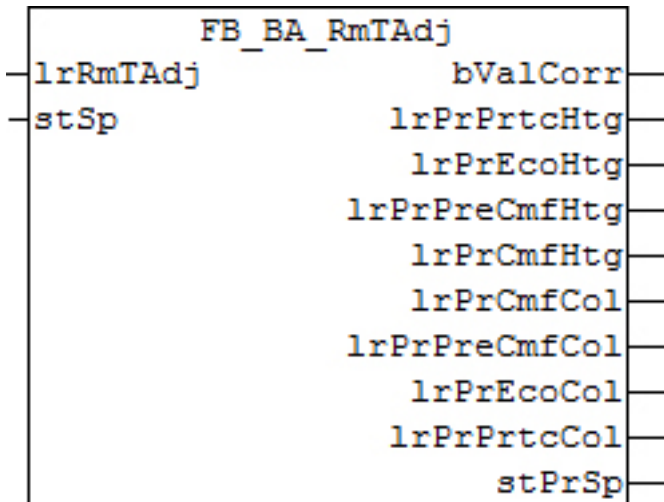 FB_BA_RmTAdj
lrRmTAdj bValCorr
stSp lrPrPrtcHtg
lrPrEcoHtg
lrPrPreCmfHtg
lrPrCmfHtg
lrPrCmfCol
lrPrPreCmfCol
lrPrEcoCol
lrPrPrtcCol
stPrSp